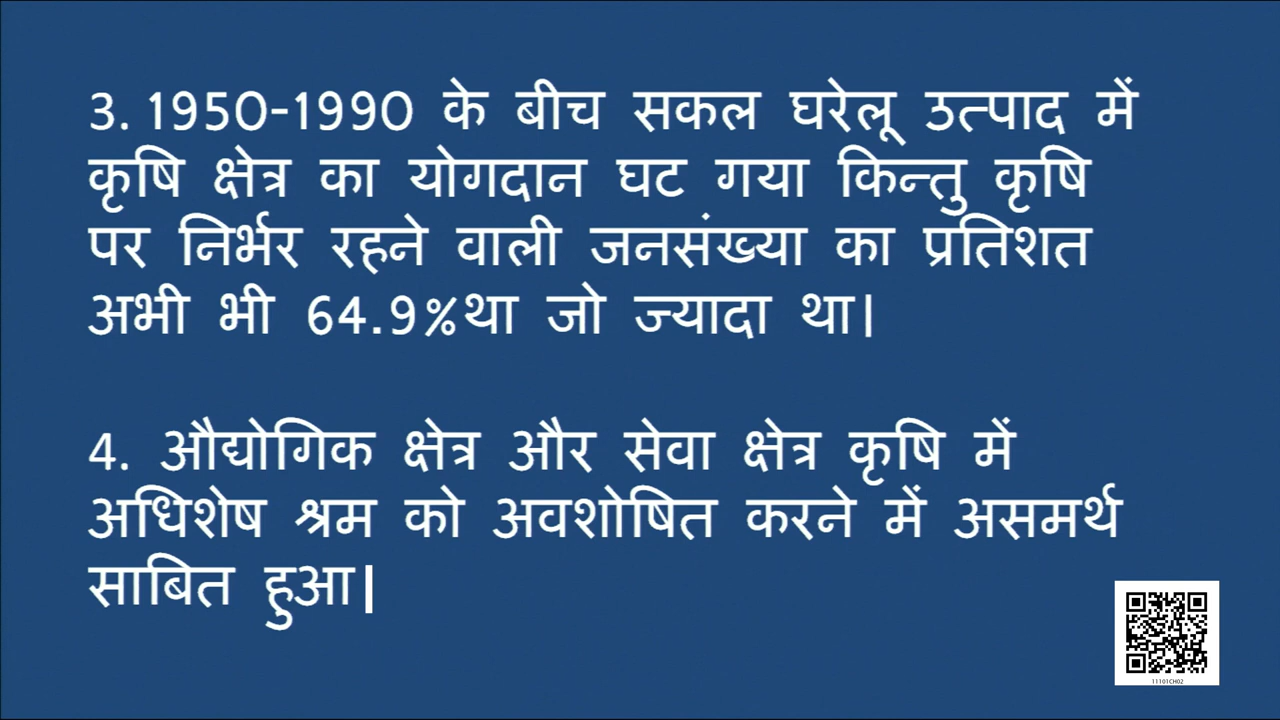 3. 1950-1990 के बीच सकल घरेलू उत्पाद में
कृषि क्षेत्र का योगदान घट गया किन्तु कृषि
पर निर्भर रहने वाली जनसंख्या का प्रतिशत
अभी भी 64.9%था जो ज्यादा था।
4. औद्योगिक क्षेत्र और सेवा क्षेत्र कृषि में
अधिशेष श्रम को अवशोषित करने में असमर्थ
साबित हुआ।
11101CH02